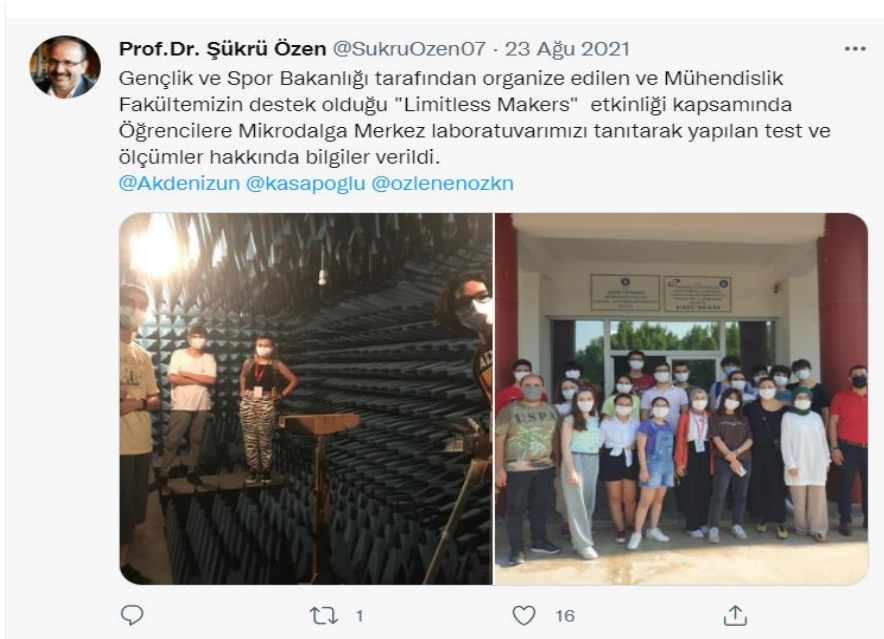 Prof.Dr. Şükrü Özen @SukruOzen07 · 23 Ağu 2021
Gençlik ve Spor Bakanlığı tarafından organize edilen ve Mühendislik
Fakültemizin destek olduğu "Limitless Makers" etkinliği kapsamında
Öğrencilere Mikrodalga Merkez laboratuvarımızı tanıtarak yapılan test ve
ölçümler hakkında bilgiler verildi.
@Akdenizun @kasapoglu @ozlenenozkn
EMUMAM
USPA
1
16